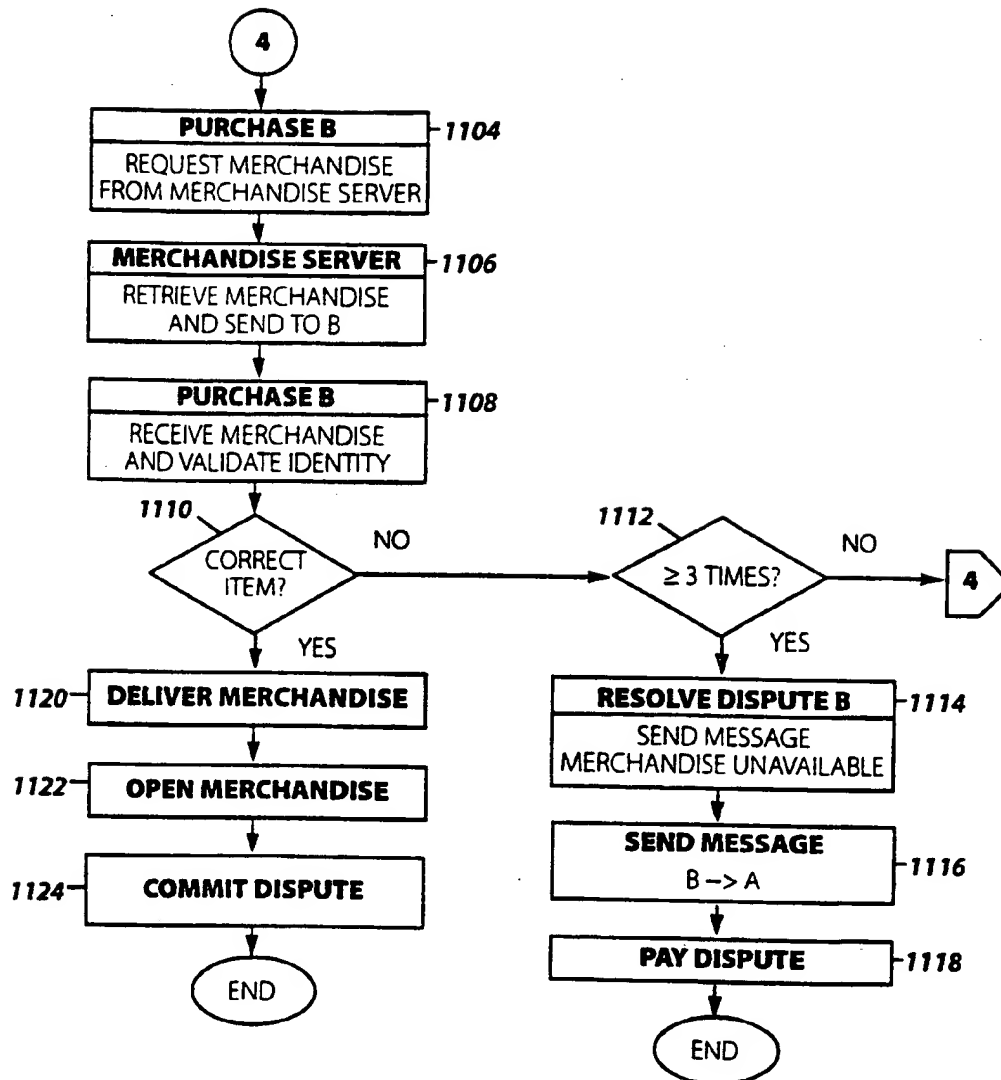 4
PURCHASE B
1104
REQUEST MERCHANDISE
FROM MERCHANDISE SERVER
MERCHANDISE SERVER
1106
RETRIEVE MERCHANDISE
AND SEND TO B
PURCHASE B
1108
RECEIVE MERCHANDISE
AND VALIDATE IDENTITY
1110
CORRECT
ITEM?
NO
YES
1112
≥ 3 TIMES?
NO
4
YES
1120
DELIVER MERCHANDISE
1122
OPEN MERCHANDISE
1124
COMMIT DISPUTE
END
RESOLVE DISPUTE B
1114
SEND MESSAGE
MERCHANDISE UNAVAILABLE
SEND MESSAGE
1116
B –> A
PAY DISPUTE
1118
END